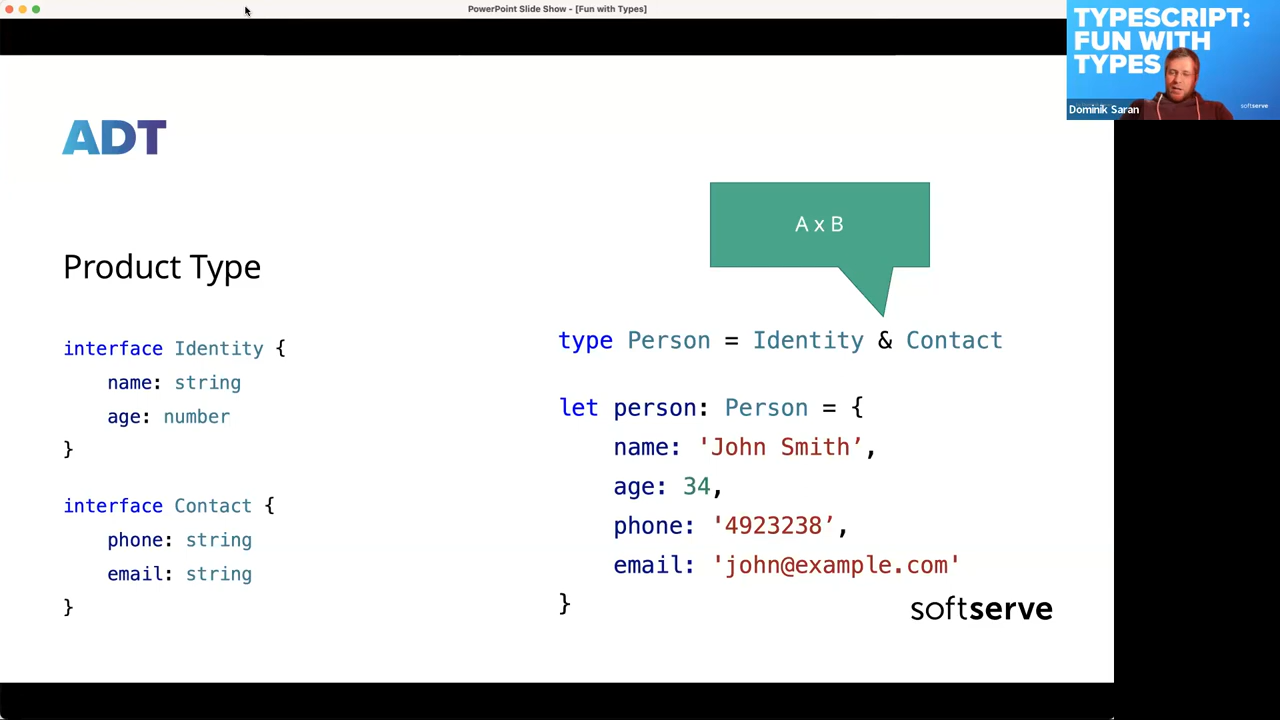 PowerPoint Slide Show - [Fun with Types]
TYPESCRIPT:
FUN WITH
TYPES
Dominik Saran
softserve
ADT
A x B
Product Type
interface Identity {
name: string
age: number
}
interface Contact {
phone: string
email: string
}
type Person = Identity & Contact
let person: Person = {
name: 'John Smith’,
age: 34,
phone: '4923238’,
email: 'john@example.com'
}
softserve